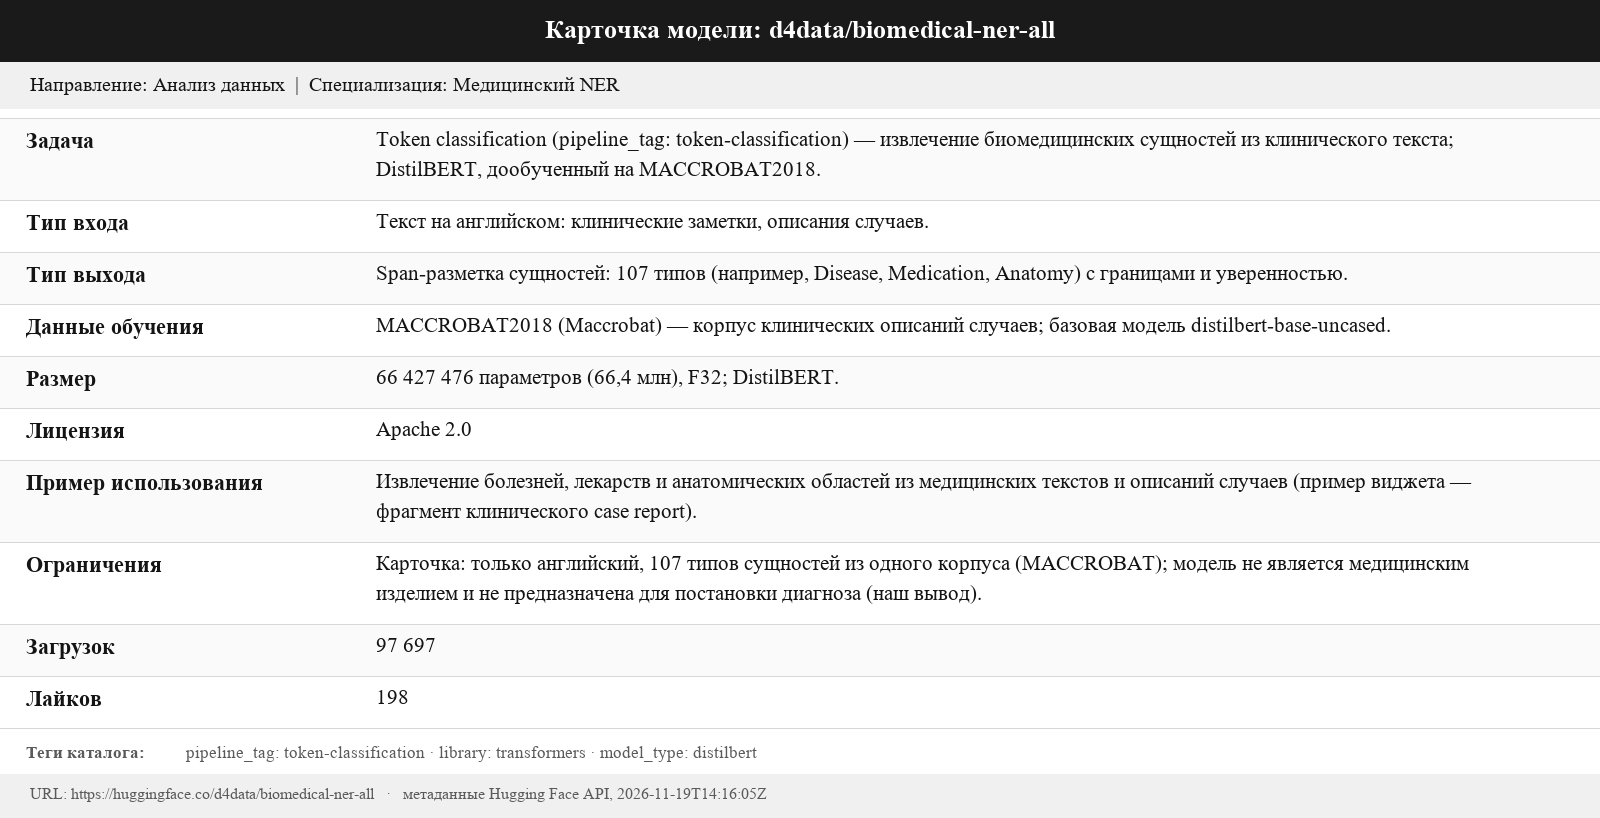 Карточка модели: d4data/biomedical-ner-all
Направление: Анализ данных | Специализация: Медицинский NER
Задача
Token classification (pipeline_tag: token-classification) — извлечение биомедицинских сущностей из клинического текста;
DistilBERT, дообученный на MACCROBAT2018.
Тип входа
Текст на английском: клинические заметки, описания случаев.
Тип выхода
Span-разметка сущностей: 107 типов (например, Disease, Medication, Anatomy) с границами и уверенностью.
Данные обучения
MACCROBAT2018 (Maccrobat) — корпус клинических описаний случаев; базовая модель distilbert-base-uncased.
Размер
66 427 476 параметров (66,4 млн), F32; DistilBERT.
Лицензия
Apache 2.0
Пример использования
Извлечение болезней, лекарств и анатомических областей из медицинских текстов и описаний случаев (пример виджета —
фрагмент клинического case report).
Ограничения
Карточка: только английский, 107 типов сущностей из одного корпуса (MACCROBAT); модель не является медицинским
изделием и не предназначена для постановки диагноза (наш вывод).
Загрузок
97 697
Лайков
198
Теги каталога: pipeline_tag: token-classification · library: transformers · model_type: distilbert
URL: https://huggingface.co/d4data/biomedical-ner-all · метаданные Hugging Face API, 2026-11-19T14:16:05Z